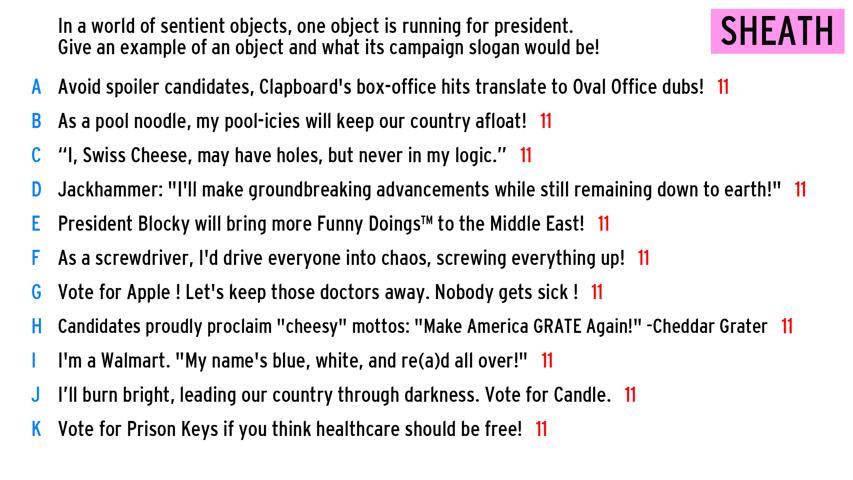 In a world of sentient objects, one object is running for president.
Give an example of an object and what its campaign slogan would be!
SHEATH
A Avoid spoiler candidates, Clapboard's box-office hits translate to Oval Office dubs! 11
B As a pool noodle, my pool-icies will keep our country afloat! 11
C “I, Swiss Cheese, may have holes, but never in my logic.” 11
D Jackhammer: "I'll make groundbreaking advancements while still remaining down to earth!" 11
E President Blocky will bring more Funny Doings™ to the Middle East! 11
F As a screwdriver, I'd drive everyone into chaos, screwing everything up! 11
G Vote for Apple ! Let's keep those doctors away. Nobody gets sick ! 11
H Candidates proudly proclaim "cheesy" mottos: "Make America GRATE Again!" -Cheddar Grater 11
I I'm a Walmart. "My name's blue, white, and re(a)d all over!" 11
J I’ll burn bright, leading our country through darkness. Vote for Candle. 11
K Vote for Prison Keys if you think healthcare should be free! 11